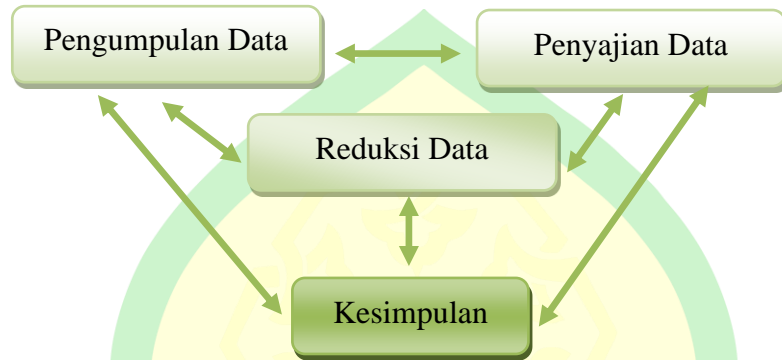 Pengumpulan Data
Penyajian Data
Reduksi Data
Kesimpulan